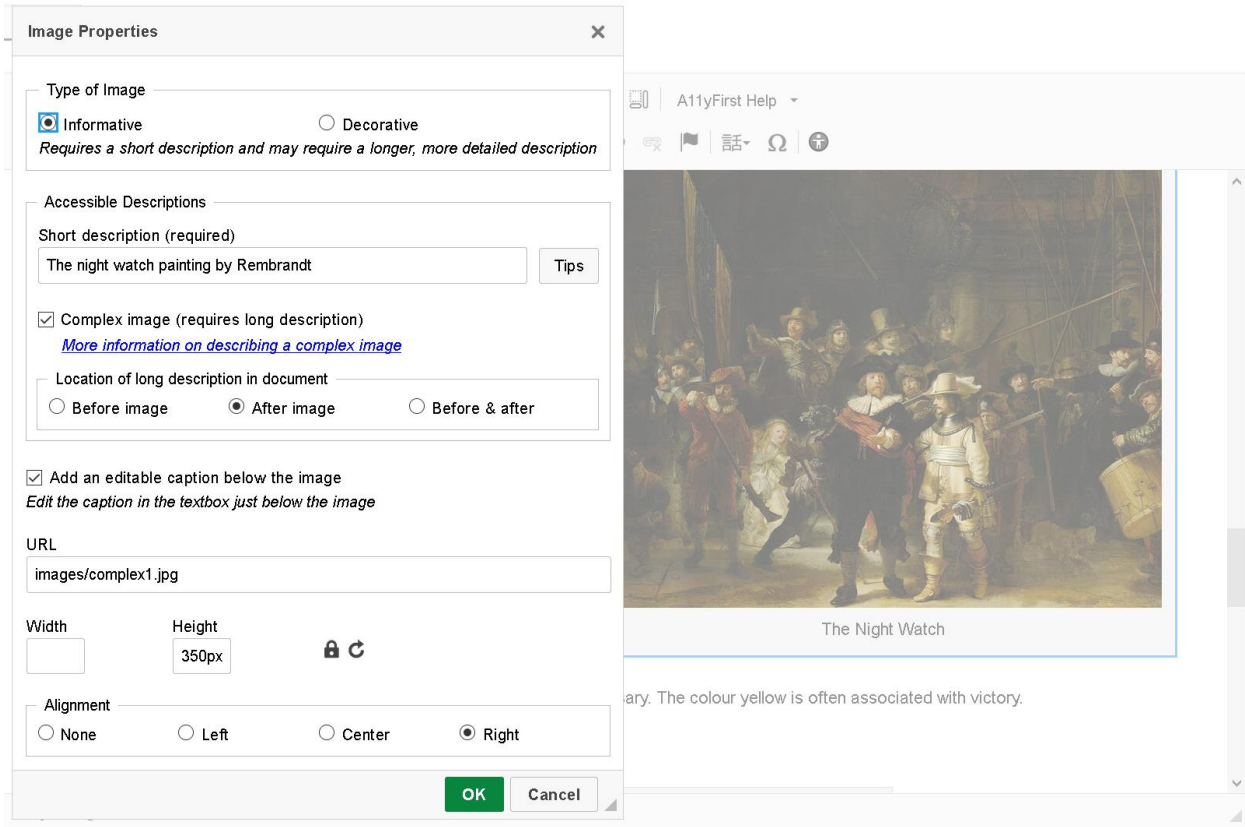 Image Properties
Type of Image
Informative
Decorative
Requires a short description and may require a longer, more detailed description
Accessible Descriptions
Short description (required)
The night watch painting by Rembrandt
Tips
Complex image (requires long description)
More information on describing a complex image
Location of long description in document
Before image
After image
Before & after
Add an editable caption below the image
Edit the caption in the textbox just below the image
URL
images/complex1.jpg
Width
Height
350px
Alignment
None
Left
Center
Right
OK
Cancel
A11yFirst Help
話
Ω
The Night Watch
The colour yellow is often associated with victory.